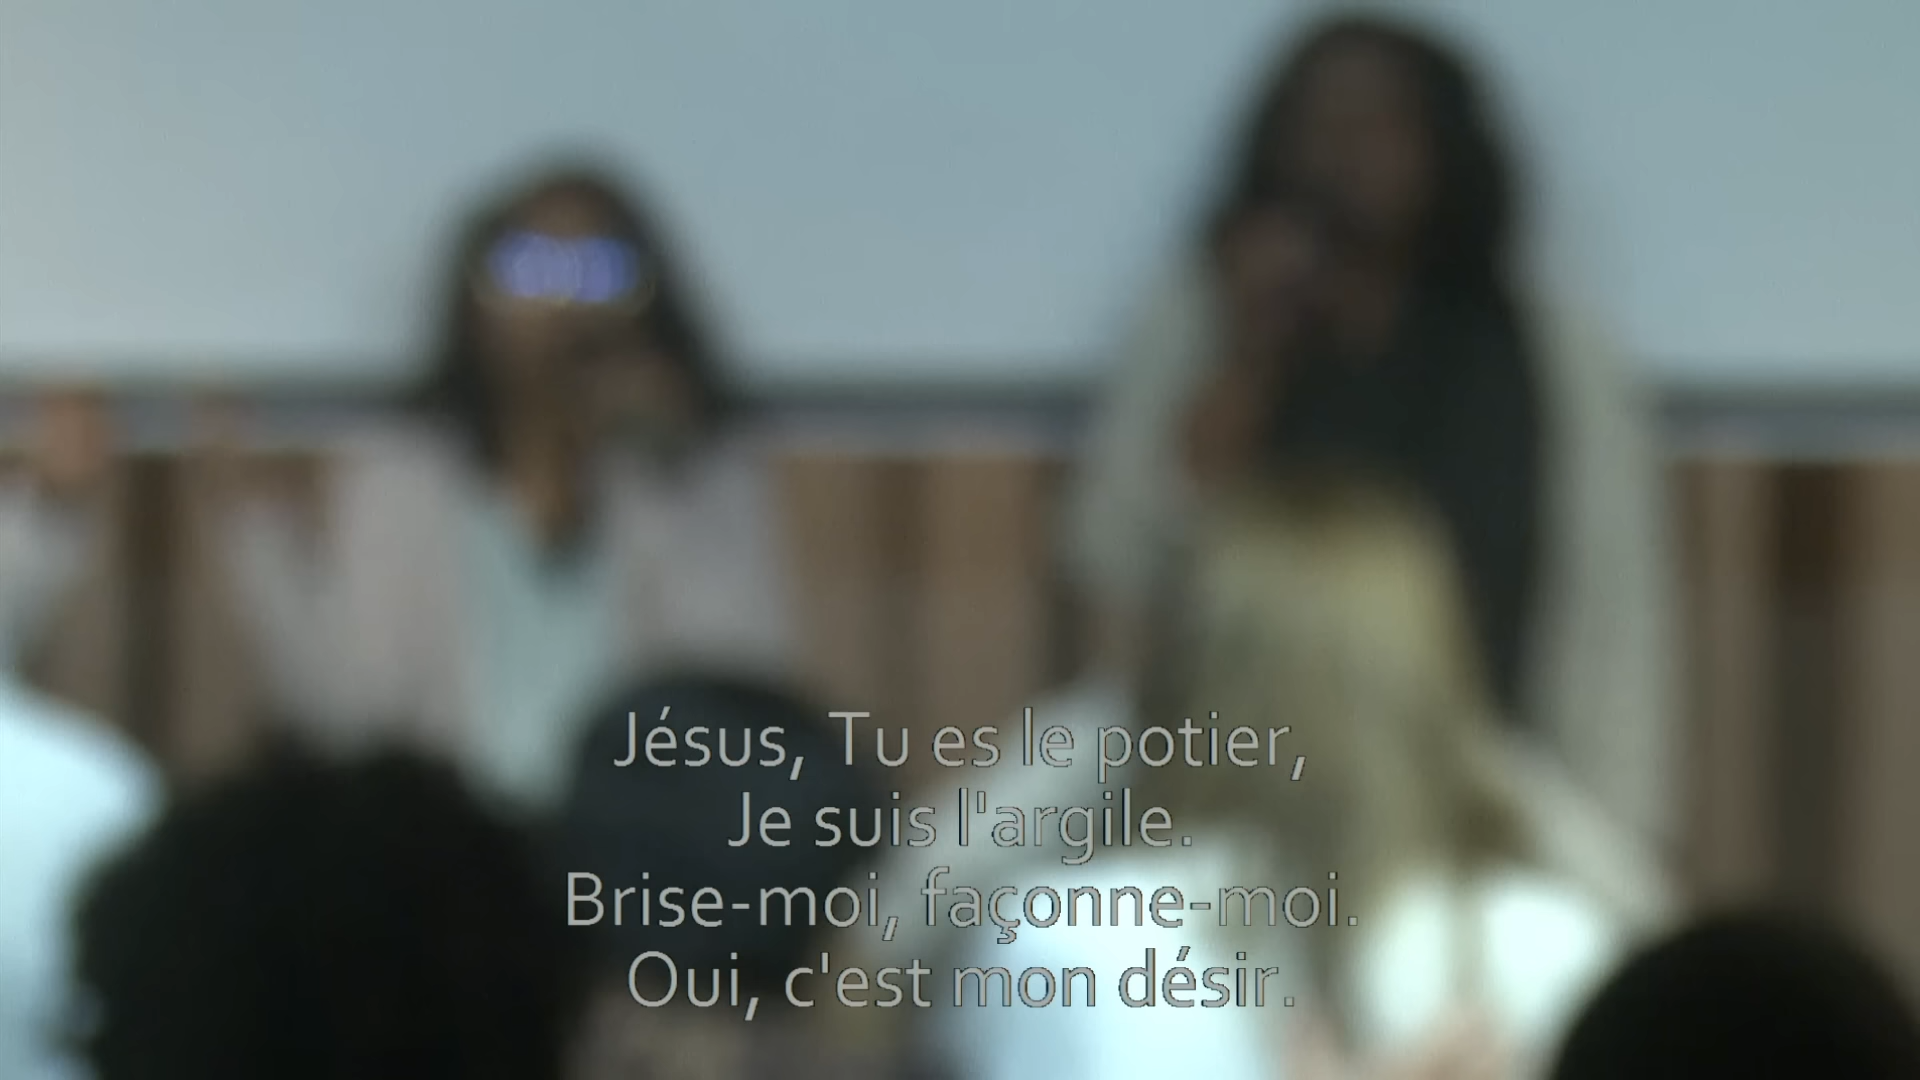 Jésus, Tu es le potier,
Je suis l'argile.
Brise-moi, façonne-moi.
Oui, c'est mon désir.